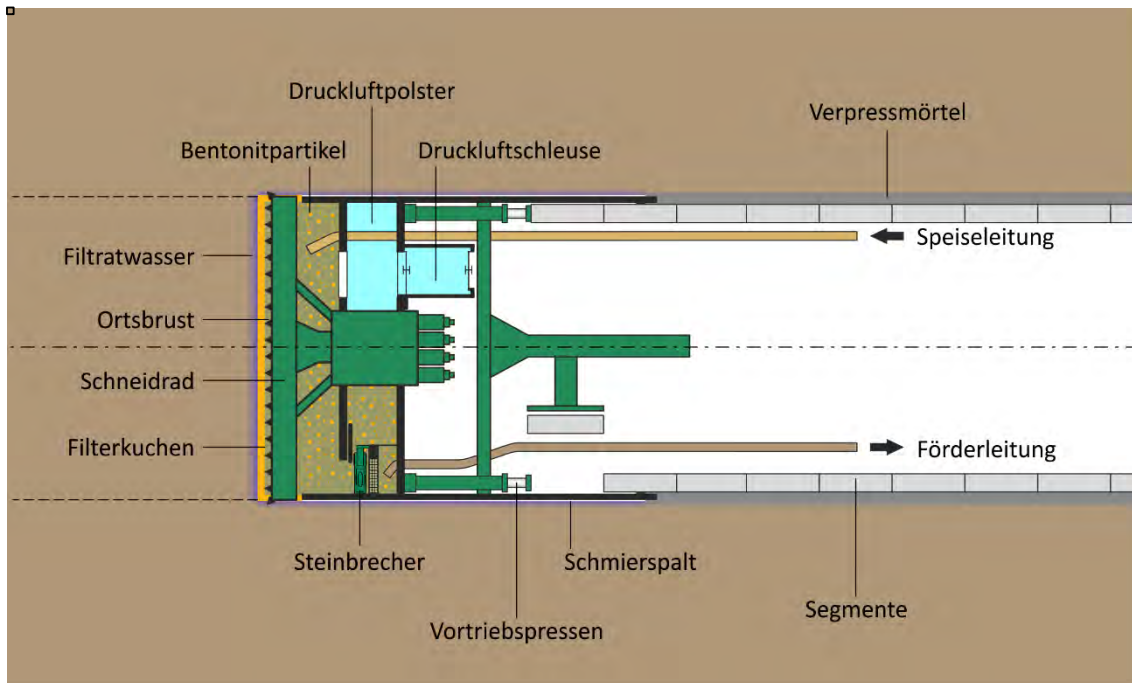 Druckluftpolster
Verpressmörtel
Bentonitpartikel
Druckluftschleuse
Speiseleitung
Filtratwasser
Ortsbrust
Schneidrad
Filterkuchen
Förderleitung
Steinbrecher
Schmierspalt
Segmente
Vortriebspressen